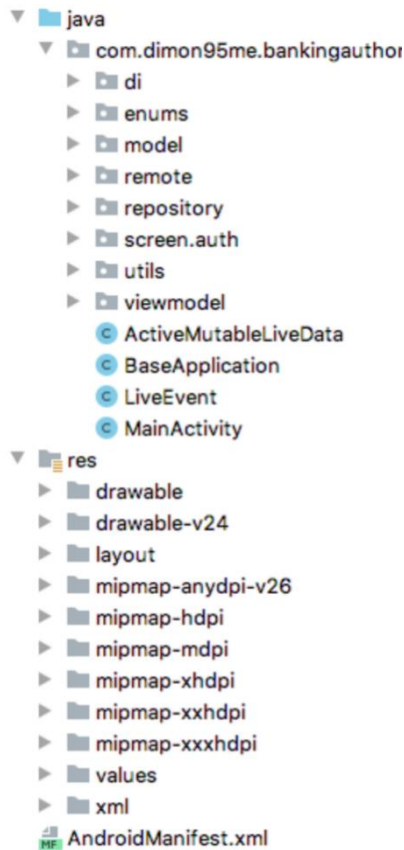 java
com.dimon95me.bankingauthor
di
enums
model
remote
repository
screen.auth
utils
viewmodel
C ActiveMutableLiveData
C BaseApplication
C LiveEvent
C MainActivity
res
drawable
drawable-v24
layout
mipmap-anydpi-v26
mipmap-hdpi
mipmap-mdpi
mipmap-xhdpi
mipmap-xxhdpi
mipmap-xxxhdpi
values
xml
MF AndroidManifest.xml